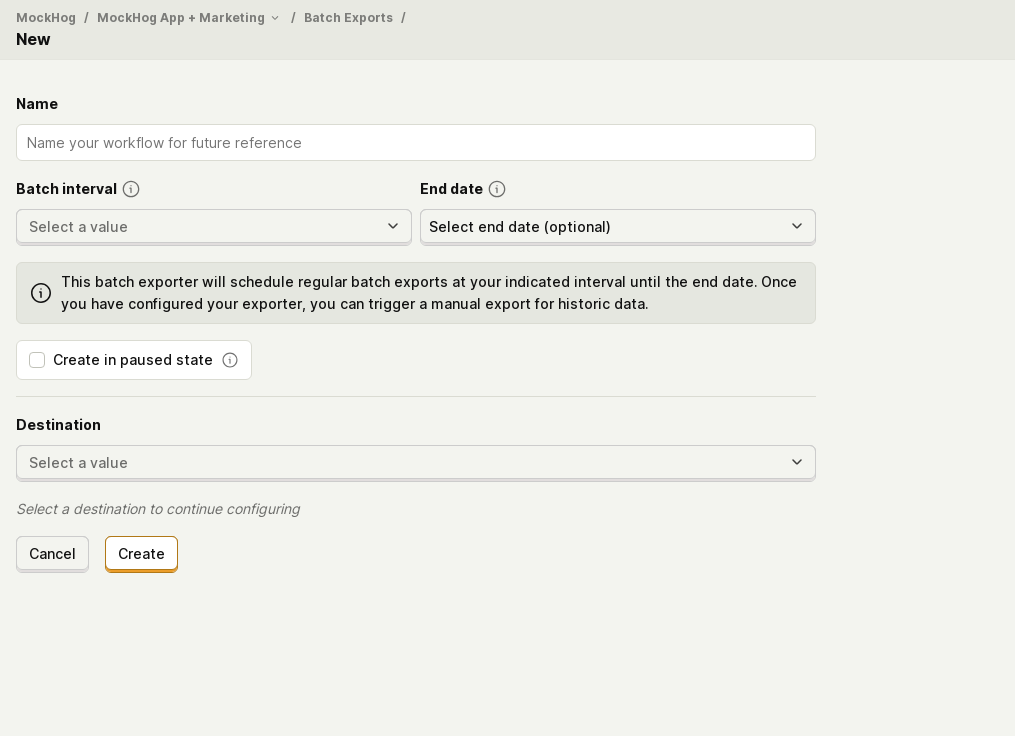 MockHog / MockHog App + Marketing / Batch Exports /
New
Name
Name your workflow for future reference
Batch interval End date
Select a value Select end date (optional)
This batch exporter will schedule regular batch exports at your indicated interval until the end date. Once
you have configured your exporter, you can trigger a manual export for historic data.
Create in paused state
Destination
Select a value
Select a destination to continue configuring
Cancel Create